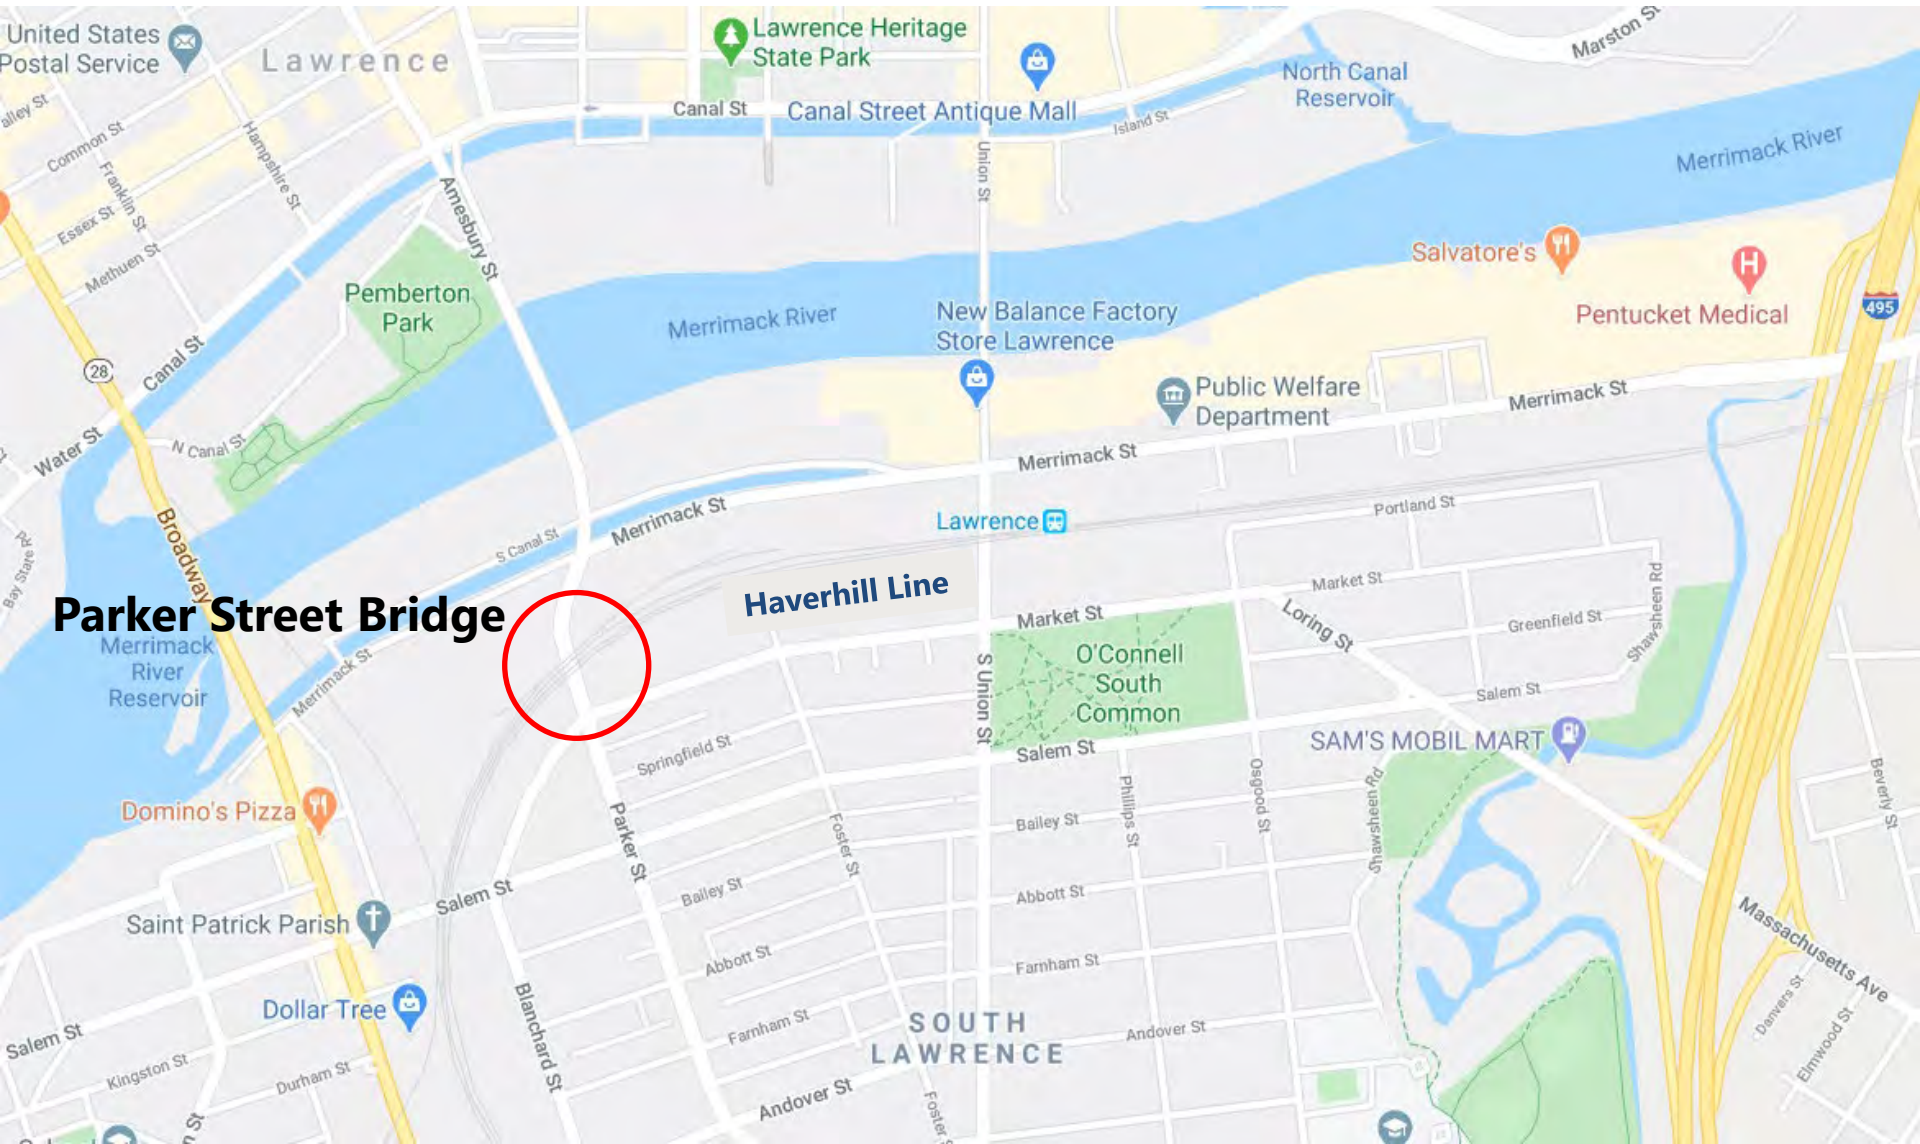 United States
Postal Service
Lawrence
Lawrence Heritage
State Park
Canal St
Canal Street Antique Mall
Island St
North Canal
Reservoir
Marston St
Merrimack River
alley St
Common St
Franklin St
Hampshire St
Essex St
Methuen St
Amesbury St
Union St
Pemberton
Park
Merrimack River
New Balance Factory
Store Lawrence
Salvatore's
H
Pentucket Medical
495
28
Canal St
Water St
N Canal St
Public Welfare
Department
Merrimack St
Merrimack St
Merrimack St
S Canal St
Lawrence
Portland St
Broadway
Bay State Rd
Parker Street Bridge
Haverhill Line
Market St
Market St
Loring St
Greenfield St
Shawsheen Rd
Merrimack
River
Reservoir
Merrimack St
O'Connell
South
Common
S Union St
Salem St
Salem St
Springfield St
SAM'S MOBIL MART
Domino's Pizza
Parker St
Foster St
Bailey St
Phillips St
Osgood St
Shawsheen Rd
Beverly St
Salem St
Bailey St
Abbott St
Saint Patrick Parish
Abbott St
Farnham St
Massachusetts Ave
Dollar Tree
Blanchard St
Farnham St
SOUTH
LAWRENCE
Andover St
Danvers St
Elmwood St
Salem St
Kingston St
Durham St
Andover St
Foster S
n St